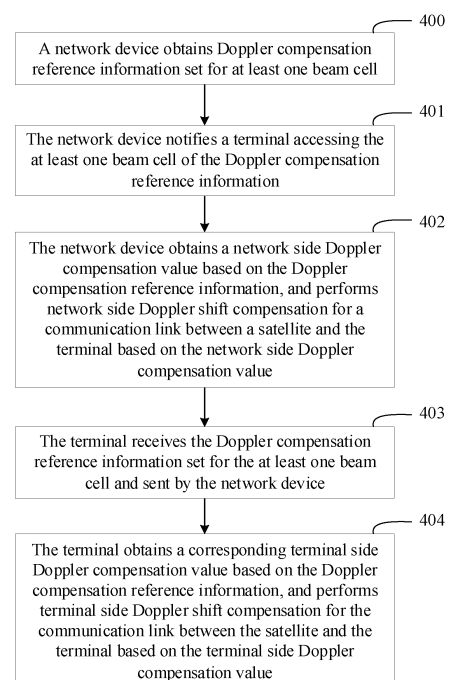 400
A network device obtains Doppler compensation
reference information set for at least one beam cell
401
The network device notifies a terminal accessing the
at least one beam cell of the Doppler compensation
reference information
402
The network device obtains a network side Doppler
compensation value based on the Doppler
compensation reference information, and performs
network side Doppler shift compensation for a
communication link between a satellite and the
terminal based on the network side Doppler
compensation value
403
The terminal receives the Doppler compensation
reference information set for the at least one beam
cell and sent by the network device
404
The terminal obtains a corresponding terminal side
Doppler compensation value based on the Doppler
compensation reference information, and performs
terminal side Doppler shift compensation for the
communication link between the satellite and the
terminal based on the terminal side Doppler
compensation value